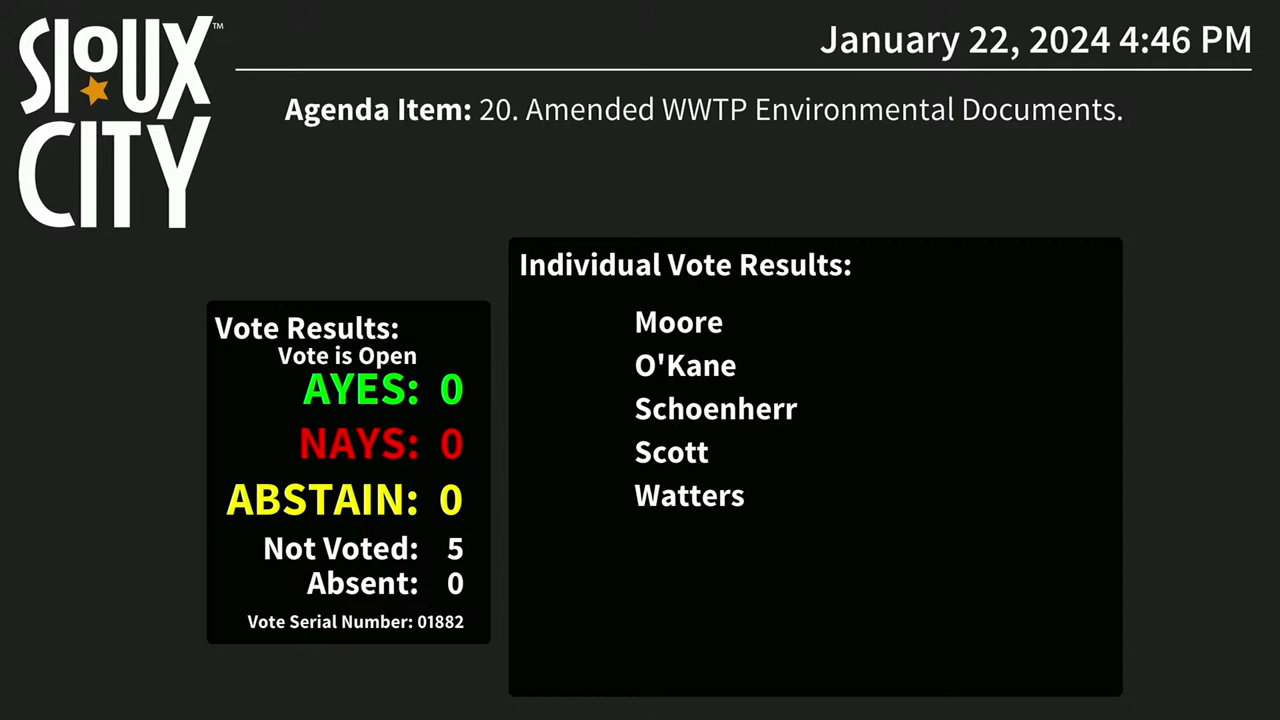 SIOUX
CITY
™
January 22, 2024 4:46 PM
Agenda Item: 20. Amended WWTP Environmental Documents.
Vote Results:
Vote is Open
AYES: 0
NAYS: 0
ABSTAIN: 0
Not Voted: 5
Absent: 0
Vote Serial Number: 01882
Individual Vote Results:
Moore
O'Kane
Schoenherr
Scott
Watters